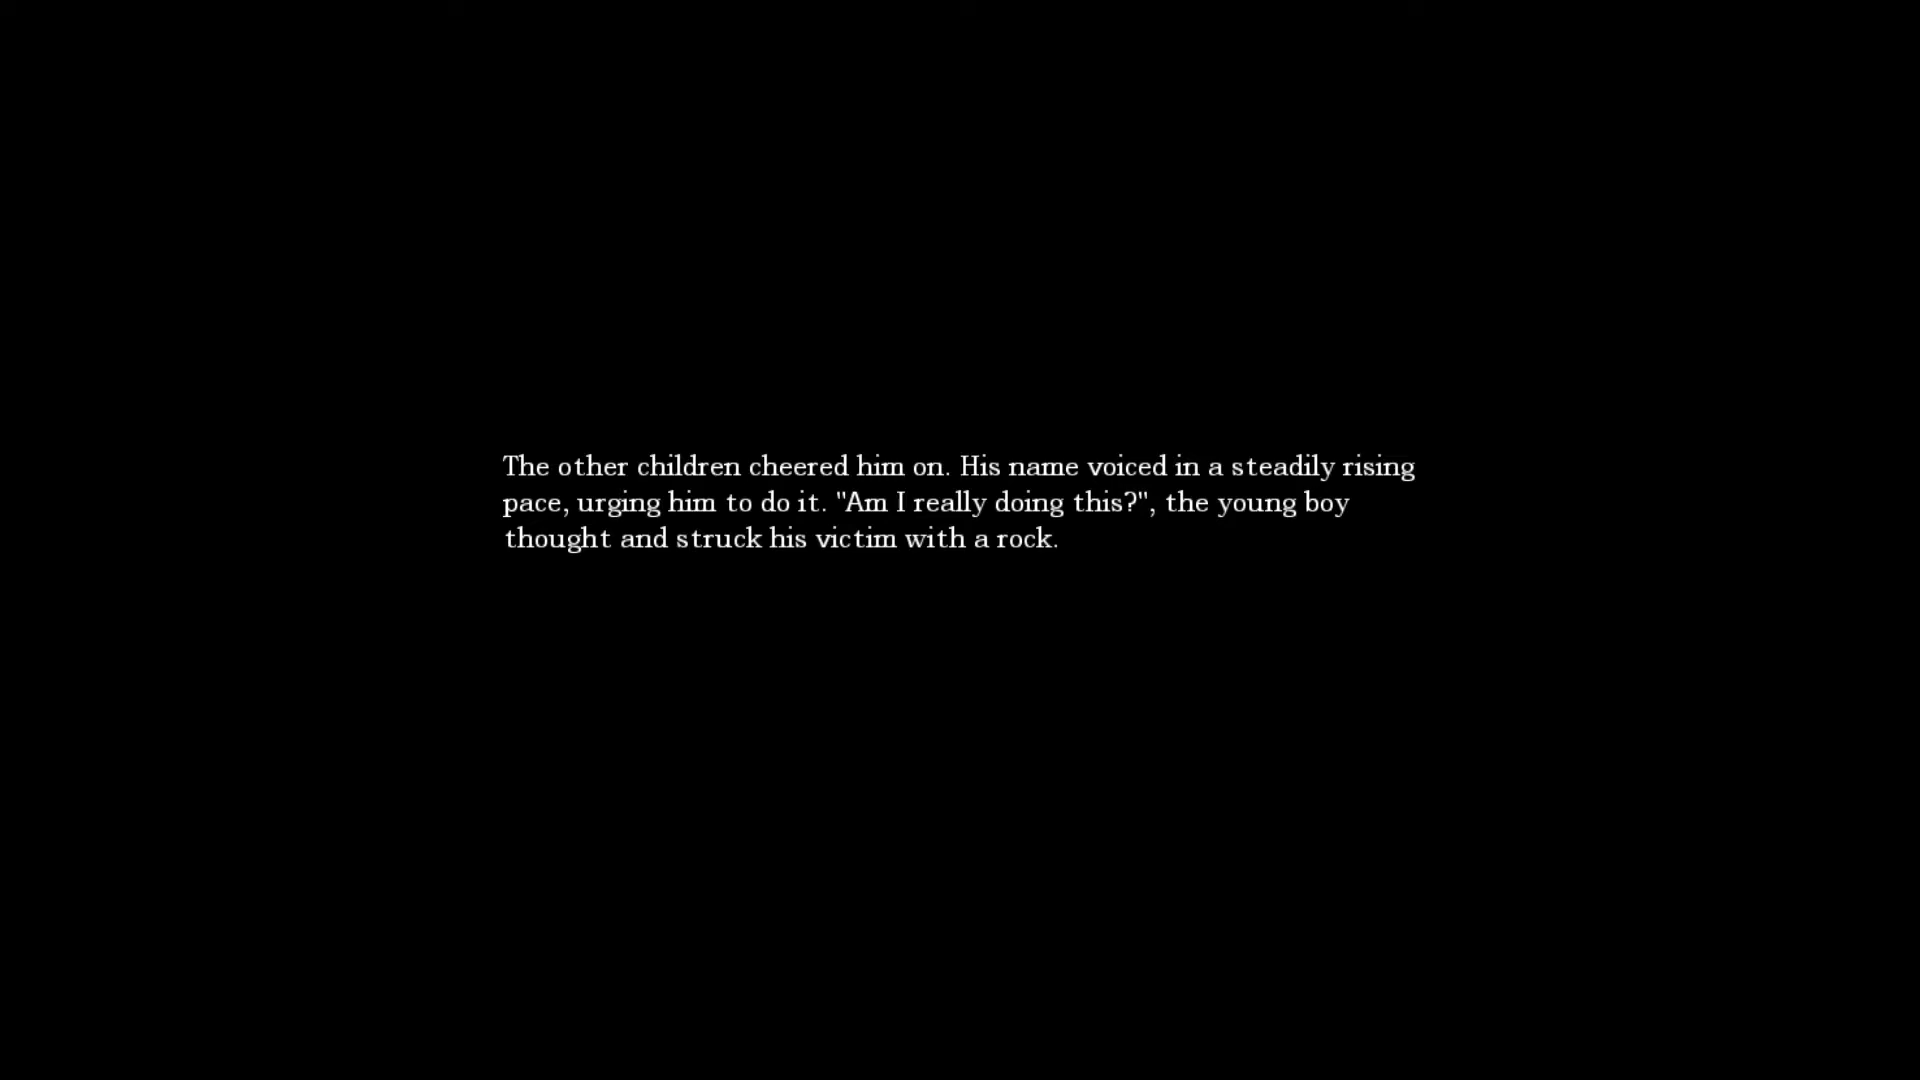 The other children cheered him on. His name voiced in a steadily rising
pace, urging him to do it. "Am I really doing this?", the young boy
thought and struck his victim with a rock.